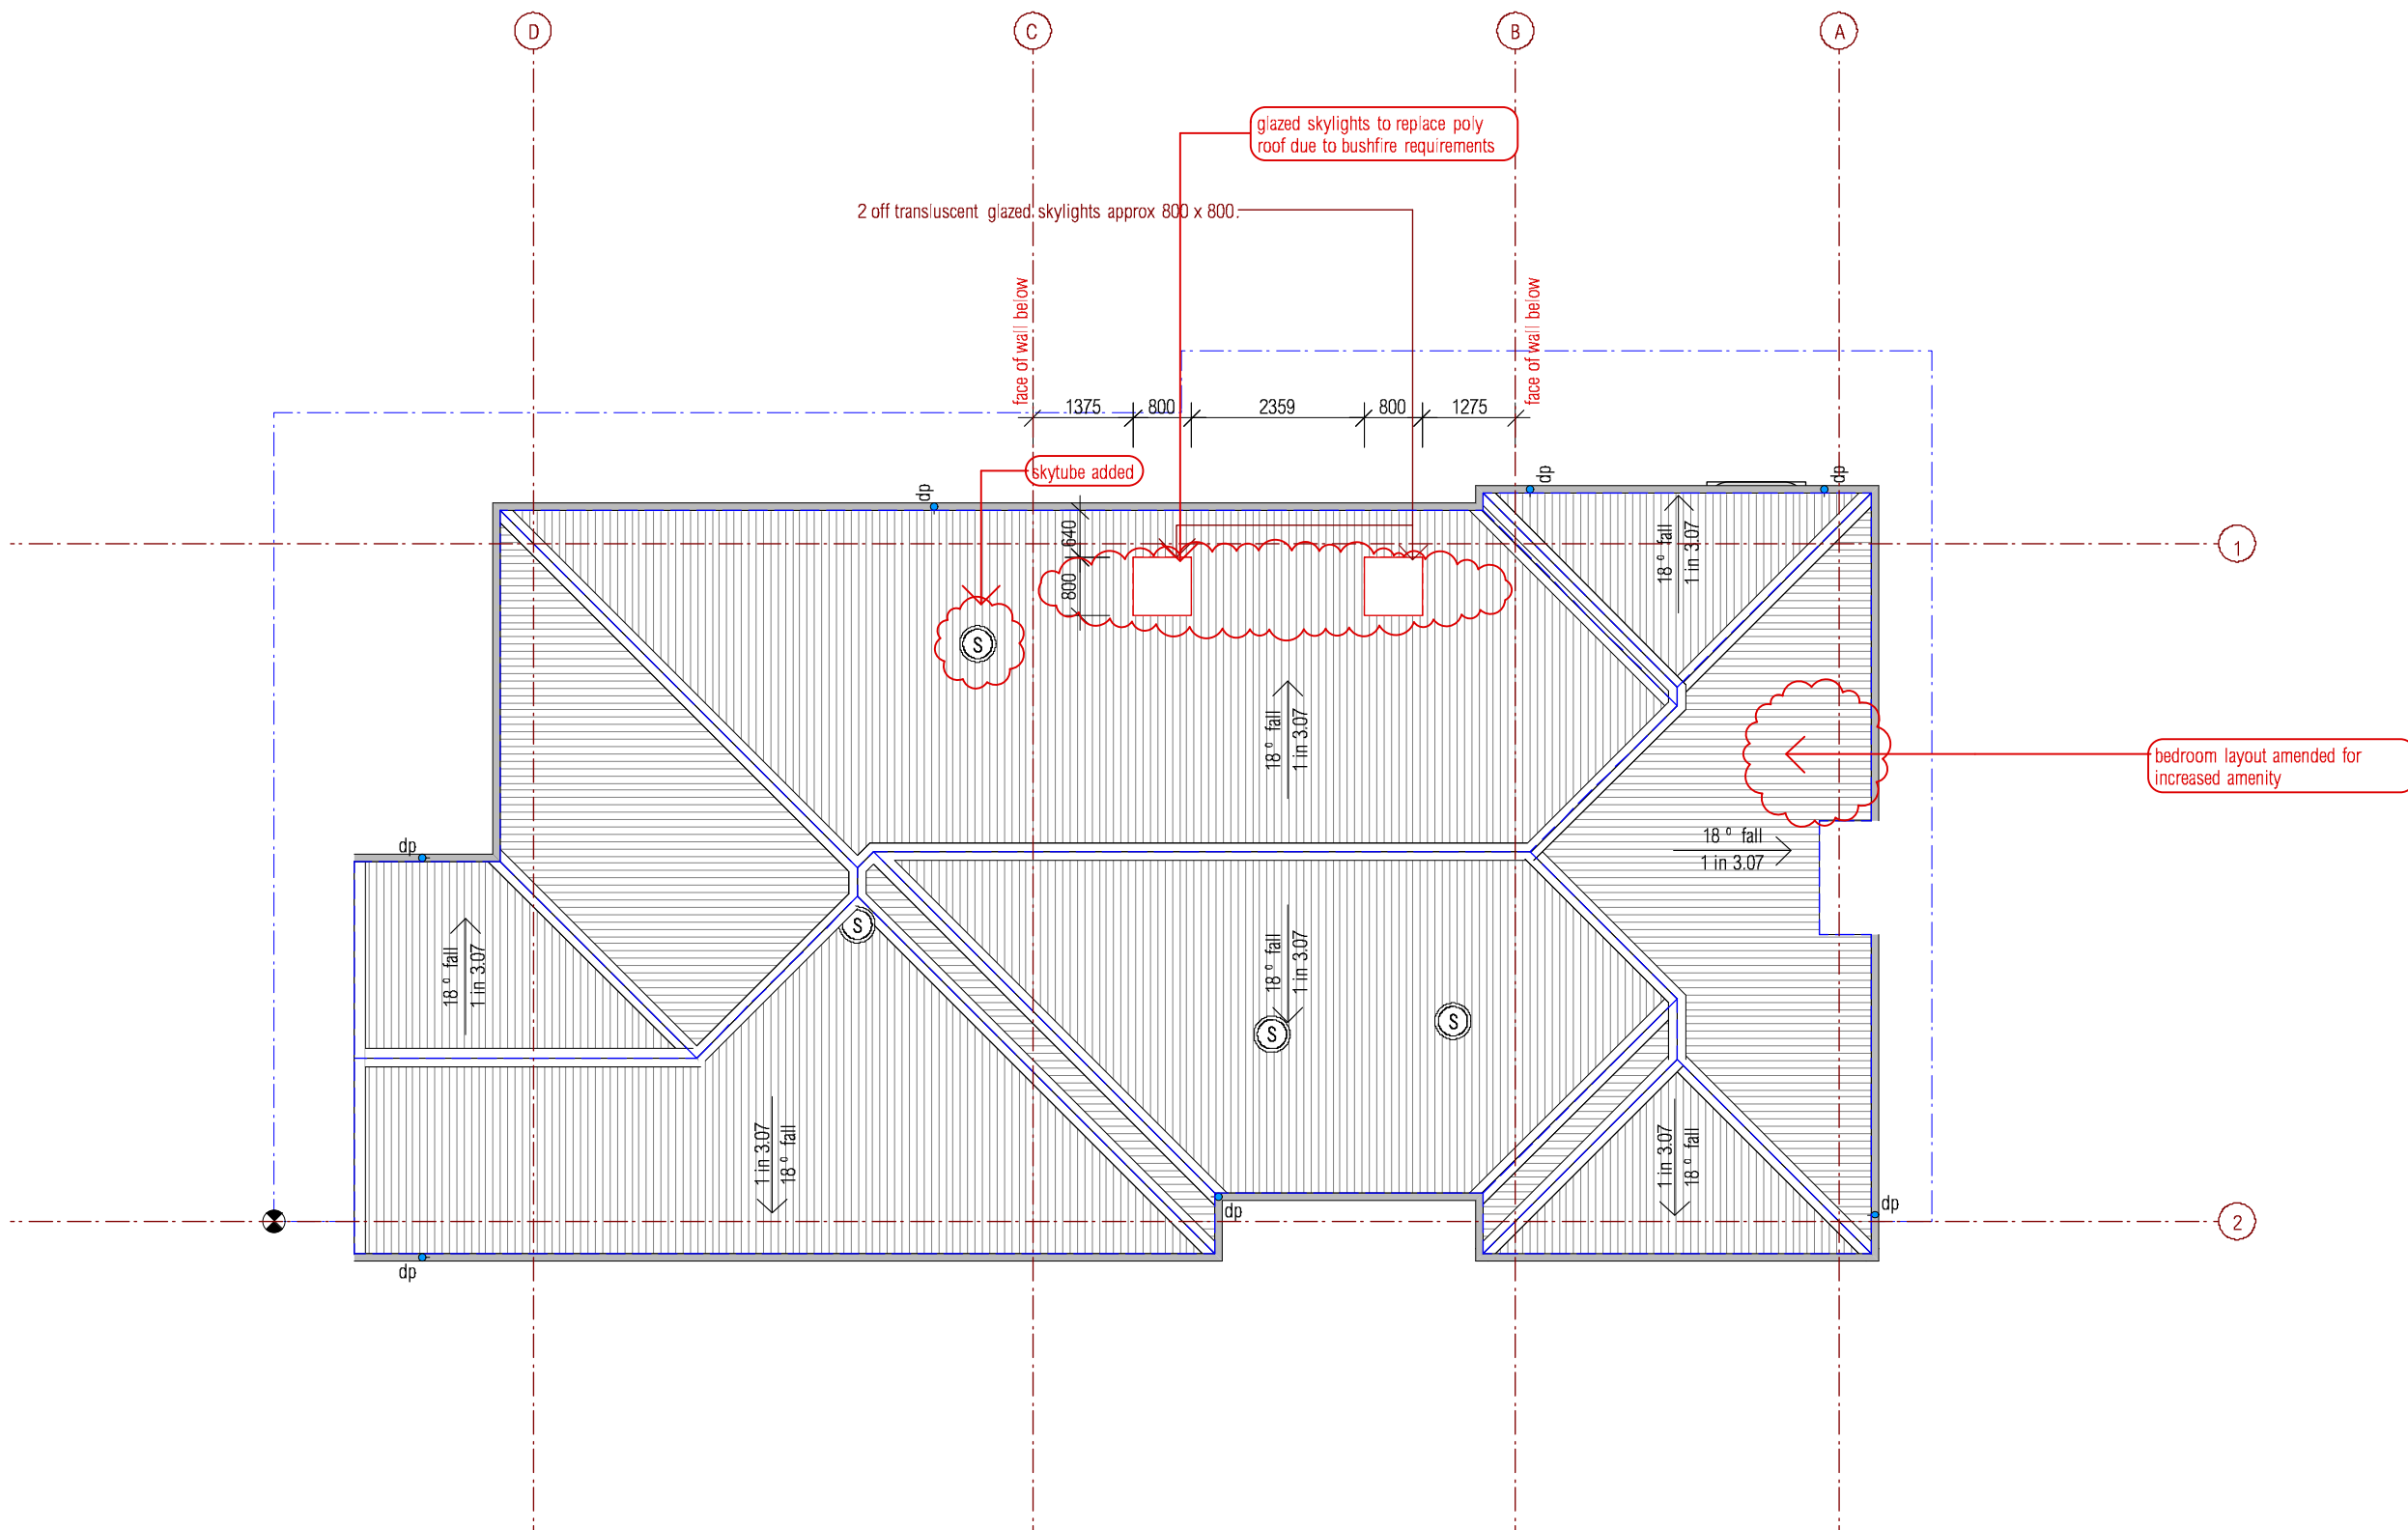 D
C
B
A
glazed skylights to replace poly
roof due to bushfire requirements
2 off transluscent glazed skylights approx 800 x 800.
face of wall below
face of wall below
1375
800
2359
800
1275
skytube added
dp
dp
dp
640
800
1
18° fall
1 in 3.07
S
18° fall
1 in 3.07
bedroom layout amended for
increased amenity
18° fall
1 in 3.07
dp
S
18° fall
1 in 3.07
18° fall
1 in 3.07
S
S
1 in 3.07
18° fall
1 in 3.07
18° fall
dp
dp
2
dp